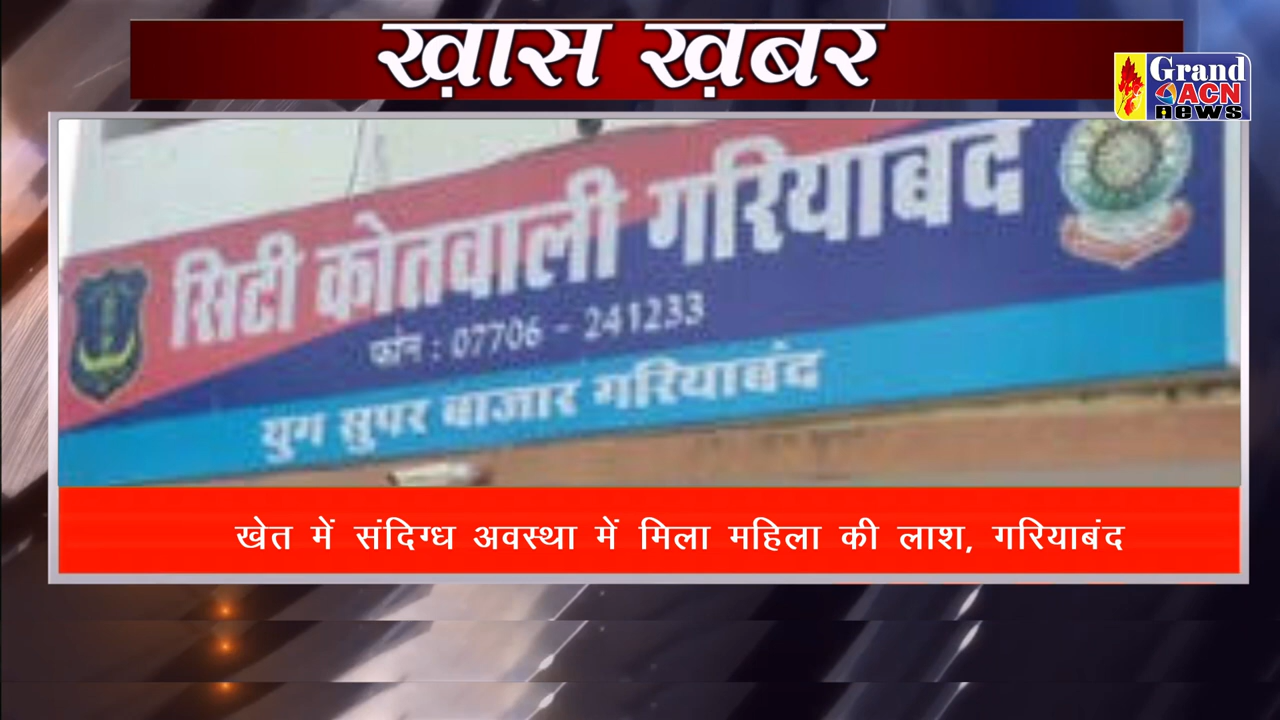 ख़ास ख़बर
Grand
ACN
news
सिटी कोतवाली गरियाबंद
फोन : 07706 - 241233
युग सुपर बाजार गरियाबंद
खेत में संदिग्ध अवस्था में मिला महिला की लाश, गरियाबंद